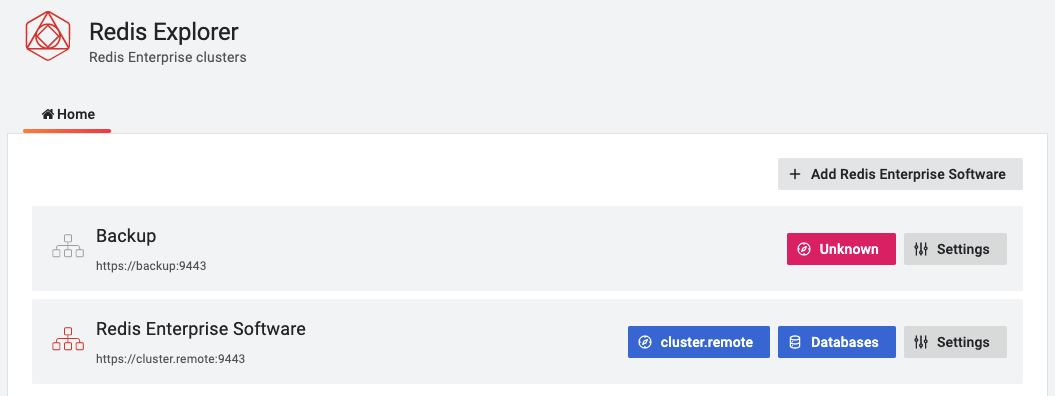 Redis Explorer
Redis Enterprise clusters
Home
+ Add Redis Enterprise Software
Backup
https://backup:9443
Unknown
Settings
Redis Enterprise Software
https://cluster.remote:9443
cluster.remote
Databases
Settings